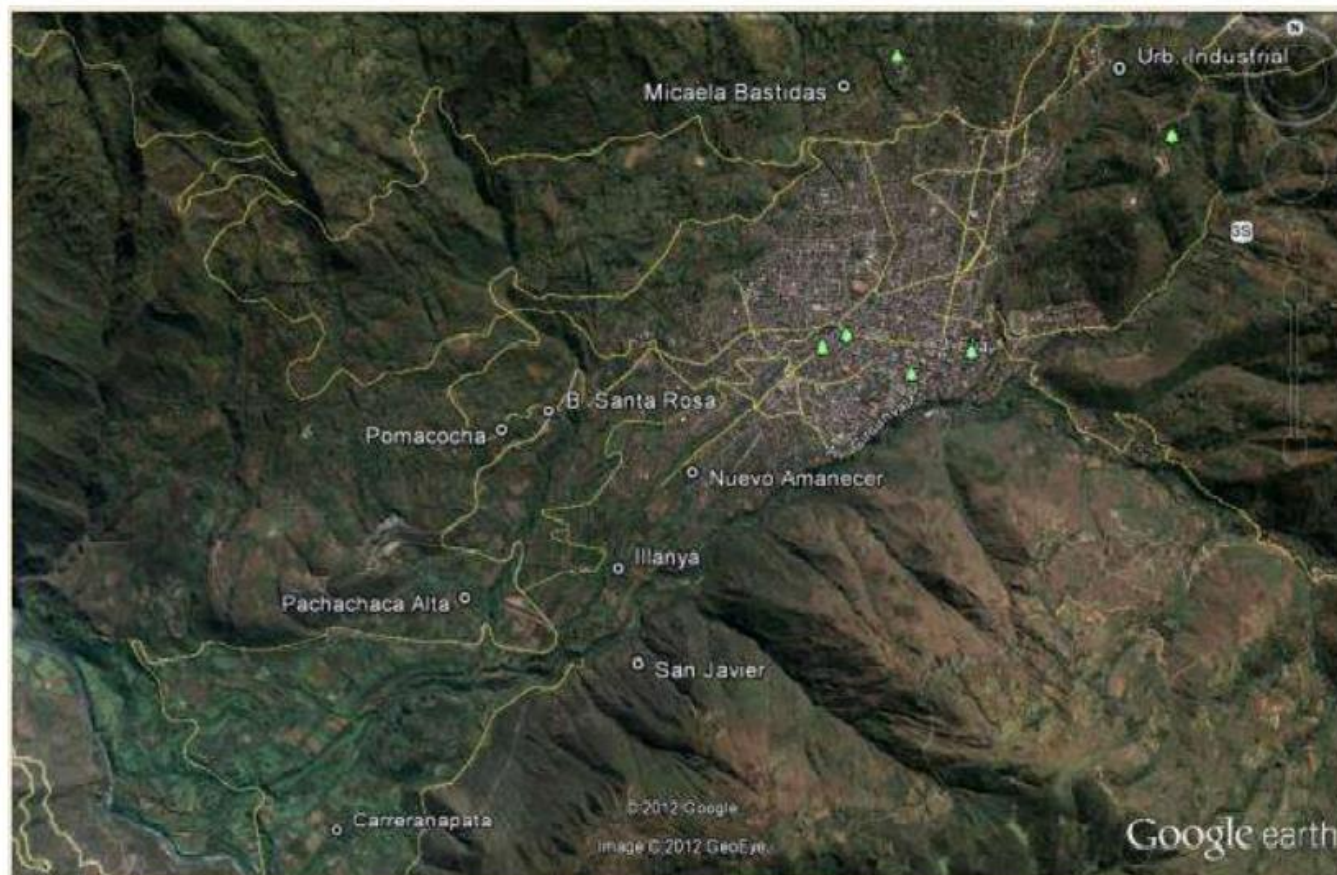 N
Urb. Industrial
Micaela Bastidas
3S
B. Santa Rosa
Pomacocha
Nuevo Amanecer
Illanya
Pachachaca Alta
San Javier
Carreranapata
© 2012 Google
Image © 2012 GeoEye
Google earth